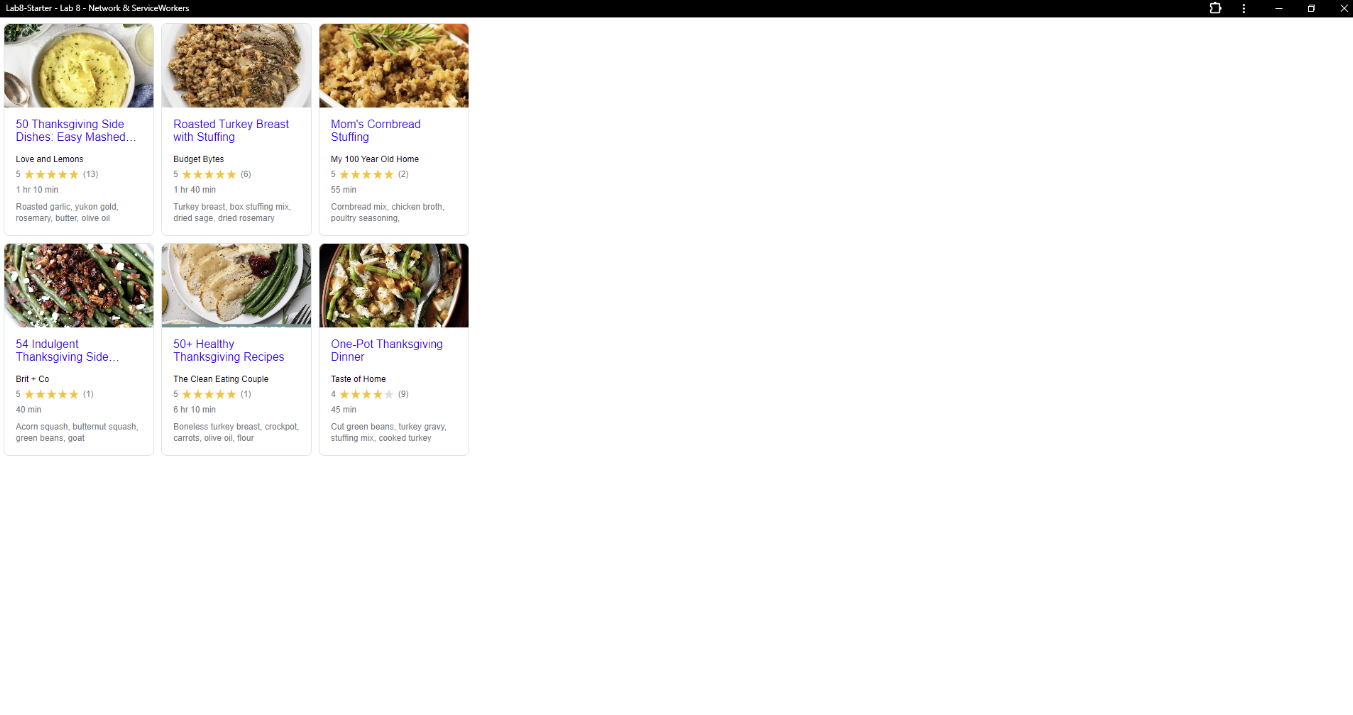 Lab8-Starter - Lab 8 - Network & ServiceWorkers
50 Thanksgiving Side
Dishes: Easy Mashed…
Love and Lemons
5 ★★★★★ (13)
1 hr 10 min
Roasted garlic, yukon gold,
rosemary, butter, olive oil
Roasted Turkey Breast
with Stuffing
Budget Bytes
5 ★★★★★ (6)
1 hr 40 min
Turkey breast, box stuffing mix,
dried sage, dried rosemary
Mom's Cornbread
Stuffing
My 100 Year Old Home
5 ★★★★★ (2)
55 min
Cornbread mix, chicken broth,
poultry seasoning,
54 Indulgent
Thanksgiving Side…
Brit + Co
5 ★★★★★ (1)
40 min
Acorn squash, butternut squash,
green beans, goat
50+ Healthy
Thanksgiving Recipes
The Clean Eating Couple
5 ★★★★★ (1)
6 hr 10 min
Boneless turkey breast, crockpot,
carrots, olive oil, flour
One-Pot Thanksgiving
Dinner
Taste of Home
4 ★★★★★ (9)
45 min
Cut green beans, turkey gravy,
stuffing mix, cooked turkey